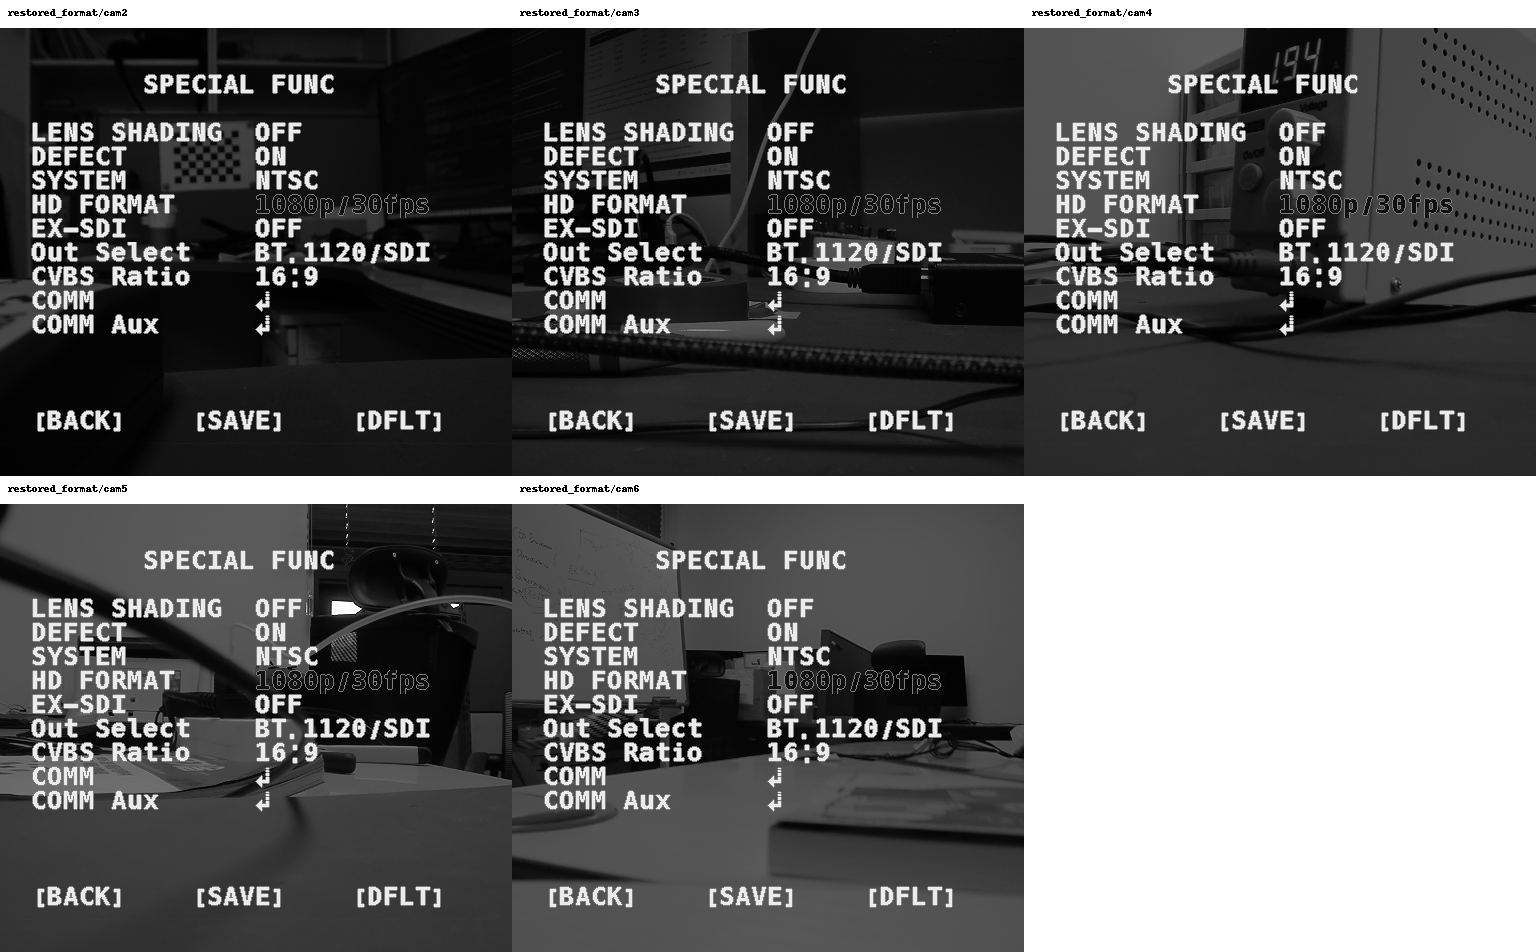 restored_format/cam2
SPECIAL FUNC
LENS SHADING OFF
DEFECT ON
SYSTEM NTSC
HD FORMAT 1080p/30fps
EX-SDI OFF
Out Select BT.1120/SDI
CVBS Ratio 16:9
COMM ↲
COMM Aux ↲
[BACK] [SAVE] [DFLT]
restored_format/cam3
SPECIAL FUNC
LENS SHADING OFF
DEFECT ON
SYSTEM NTSC
HD FORMAT 1080p/30fps
EX-SDI OFF
Out Select BT.1120/SDI
CVBS Ratio 16:9
COMM ↲
COMM Aux ↲
[BACK] [SAVE] [DFLT]
restored_format/cam4
194
SPECIAL FUNC
LENS SHADING OFF
DEFECT ON
SYSTEM NTSC
HD FORMAT 1080p/30fps
EX-SDI OFF
Out Select BT.1120/SDI
CVBS Ratio 16:9
COMM ↲
COMM Aux ↲
[BACK] [SAVE] [DFLT]
restored_format/cam5
SPECIAL FUNC
LENS SHADING OFF
DEFECT ON
SYSTEM NTSC
HD FORMAT 1080p/30fps
EX-SDI OFF
Out Select BT.1120/SDI
CVBS Ratio 16:9
COMM ↲
COMM Aux ↲
[BACK] [SAVE] [DFLT]
restored_format/cam6
SPECIAL FUNC
LENS SHADING OFF
DEFECT ON
SYSTEM NTSC
HD FORMAT 1080p/30fps
EX-SDI OFF
Out Select BT.1120/SDI
CVBS Ratio 16:9
COMM ↲
COMM Aux ↲
[BACK] [SAVE] [DFLT]